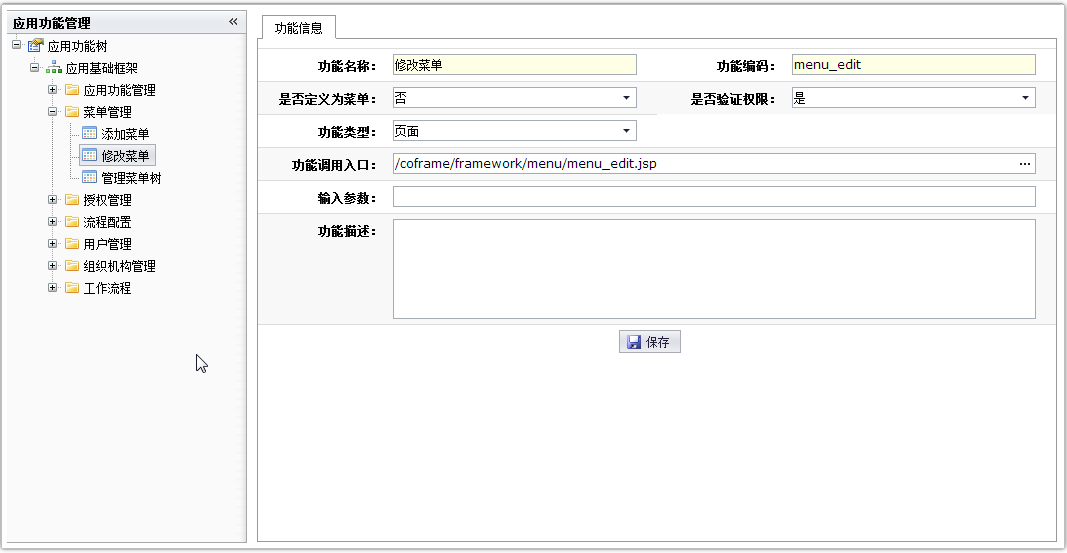 应用功能管理
应用功能树
应用基础框架
应用功能管理
菜单管理
添加菜单
修改菜单
管理菜单树
授权管理
流程配置
用户管理
组织机构管理
工作流程
功能信息
功能名称： 修改菜单 功能编码： menu_edit
是否定义为菜单： 否 是否验证权限： 是
功能类型： 页面
功能调用入口： /coframe/framework/menu/menu_edit.jsp ...
输入参数：
功能描述：
保存